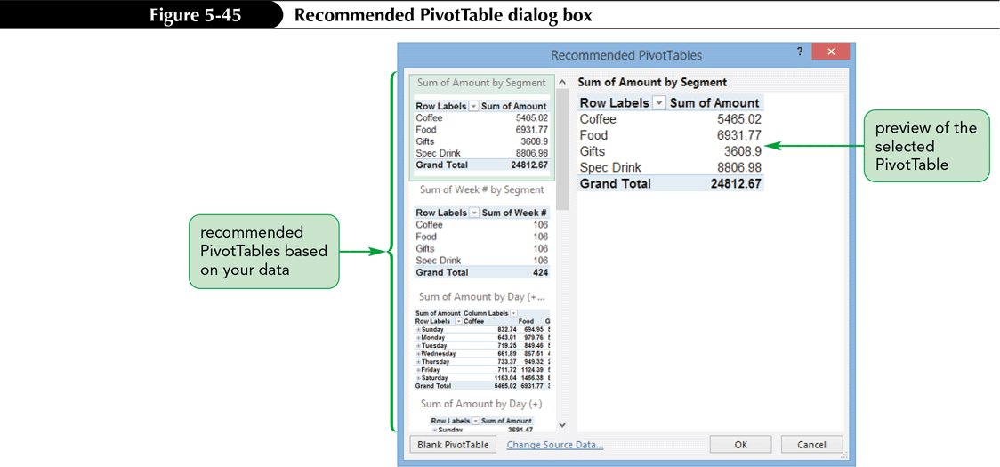 Figure 5-45 Recommended PivotTable dialog box
Recommended PivotTables
?
Sum of Amount by Segment
Row Labels Sum of Amount
Coffee 5465.02
Food 6931.77
Gifts 3608.9
Spec Drink 8806.98
Grand Total 24812.67
Sum of Week # by Segment
Row Labels Sum of Week #
Coffee 106
Food 106
Gifts 106
Spec Drink 106
Grand Total 424
Sum of Amount by Day (+...
Sum of Amount Column Labels
Row Labels Coffee Food G
Sunday 832.74 694.95
Monday 643.01 979.76
Tuesday 719.25 849.46
Wednesday 661.89 867.51
Thursday 733.37 949.32
Friday 711.72 1124.39
Saturday 1163.04 1466.38
Grand Total 5465.02 6931.77
Sum of Amount by Day (+)
Row Labels Sum of Amount
Sunday 3691.47
Sum of Amount by Segment
Row Labels Sum of Amount
Coffee 5465.02
Food 6931.77
Gifts 3608.9
Spec Drink 8806.98
Grand Total 24812.67
Blank PivotTable Change Source Data... OK Cancel
recommended
PivotTables based
on your data
preview of the
selected
PivotTable